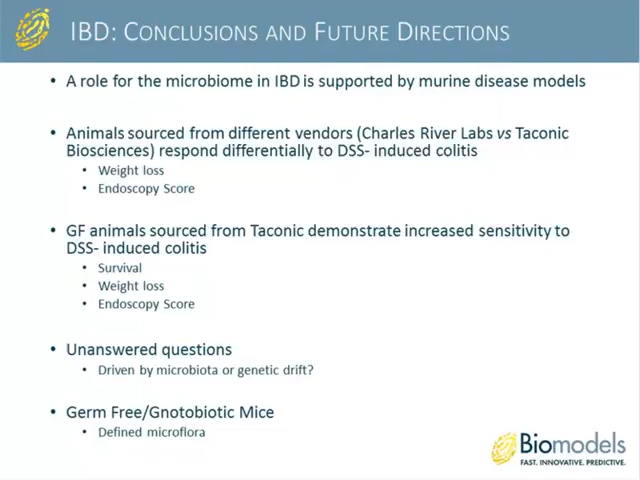 IBD: CONCLUSIONS AND FUTURE DIRECTIONS
• A role for the microbiome in IBD is supported by murine disease models
• Animals sourced from different vendors (Charles River Labs vs Taconic
Biosciences) respond differentially to DSS- induced colitis
• Weight loss
• Endoscopy Score
• GF animals sourced from Taconic demonstrate increased sensitivity to
DSS- induced colitis
• Survival
• Weight loss
• Endoscopy Score
• Unanswered questions
• Driven by microbiota or genetic drift?
• Germ Free/Gnotobiotic Mice
• Defined microflora
Biomodels
FAST. INNOVATIVE. PREDICTIVE.